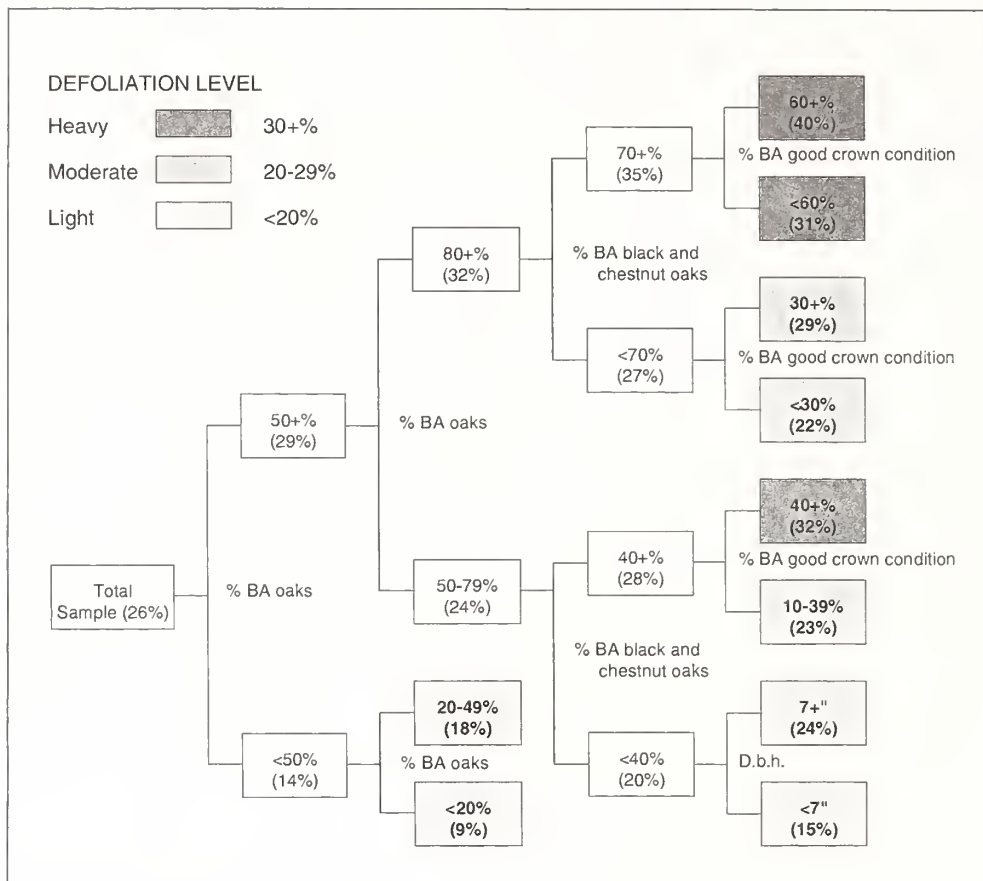 DEFOLIATION LEVEL
Heavy 30+%
Moderate 20-29%
Light <20%
60+%
(40%)
% BA good crown condition
<60%
(31%)
70+%
(35%)
80+%
(32%)
% BA black and
chestnut oaks
<70%
(27%)
30+%
(29%)
% BA good crown condition
<30%
(22%)
50+%
(29%)
% BA oaks
Total
Sample (26%)
% BA oaks
50-79%
(24%)
40+%
(28%)
40+%
(32%)
% BA good crown condition
10-39%
(23%)
% BA black and
chestnut oaks
<40%
(20%)
7+"
(24%)
D.b.h.
<7"
(15%)
<50%
(14%)
20-49%
(18%)
% BA oaks
<20%
(9%)